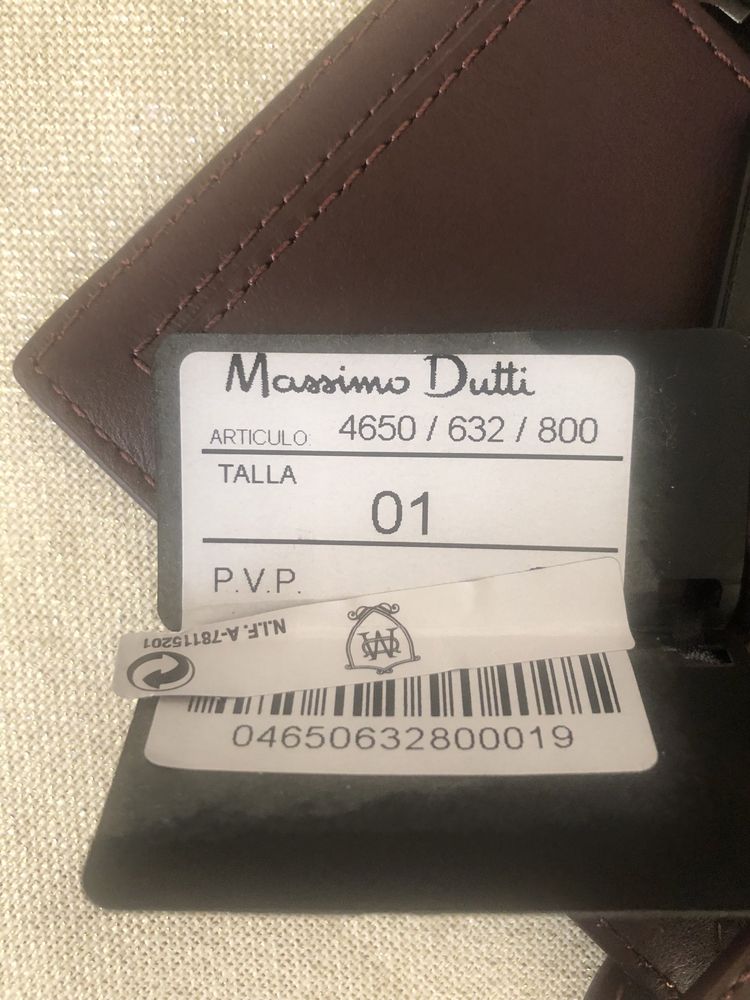 Massimo Dutti
ARTICULO: 4650 / 632 / 800
TALLA
01
P.V.P.
N.I.F. A-78115201
04650632800019